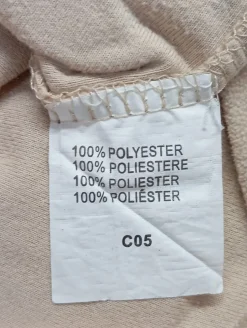 100% POLYESTER
100% POLIESTERE
100% POLIESTER
100% POLIÉSTER
C05